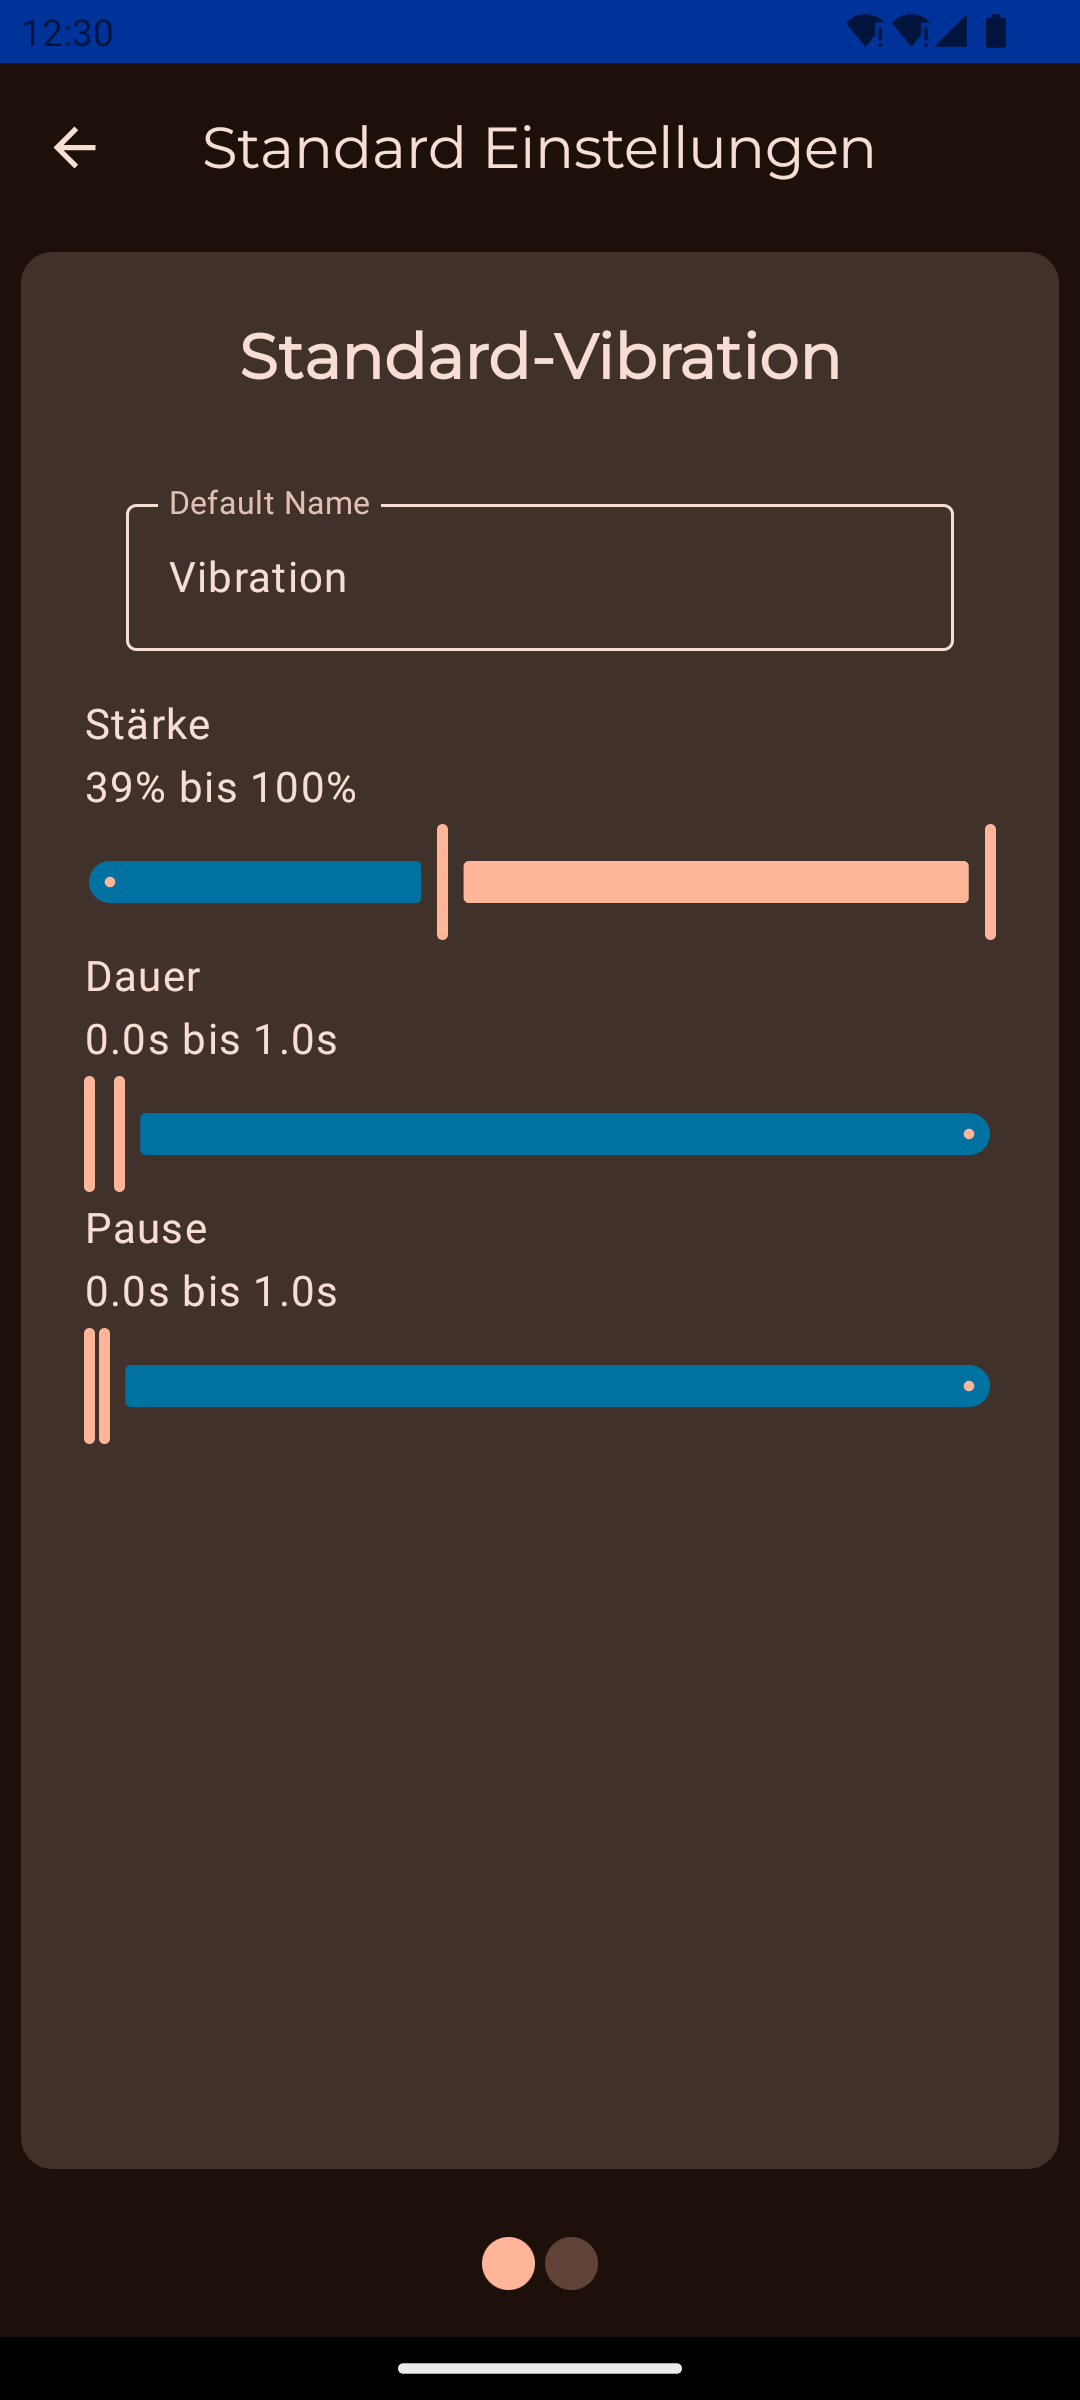 12:30
Standard Einstellungen
Standard-Vibration
Default Name
Vibration
Stärke
39% bis 100%
Dauer
0.0s bis 1.0s
Pause
0.0s bis 1.0s